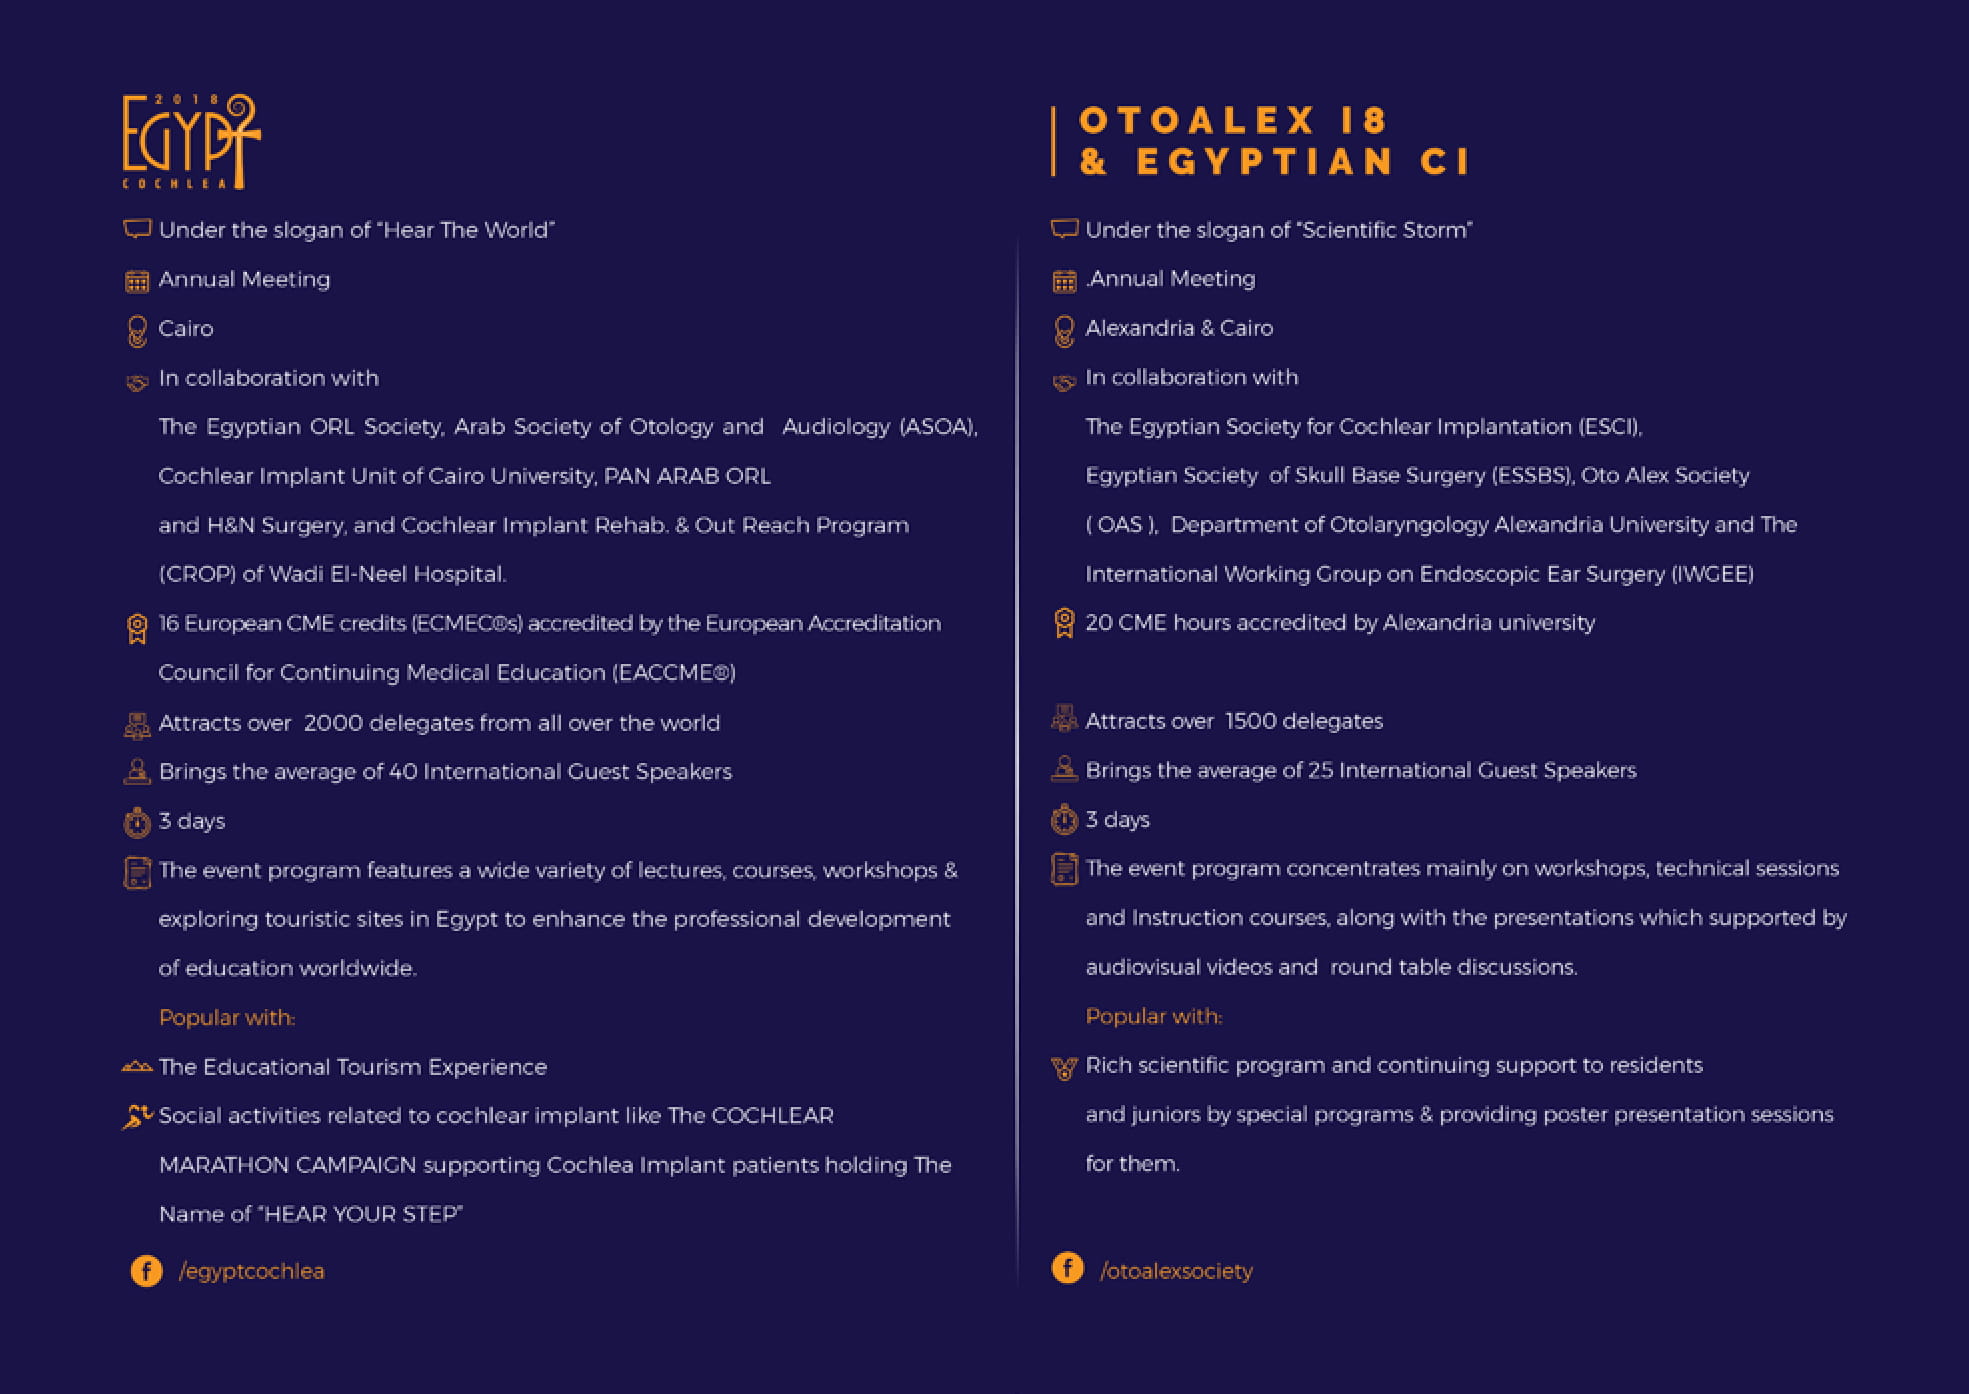 2018
EGYPT
COCHLEA
Under the slogan of “Hear The World”
Annual Meeting
Cairo
In collaboration with
The Egyptian ORL Society, Arab Society of Otology and Audiology (ASOA),
Cochlear Implant Unit of Cairo University, PAN ARAB ORL
and H&N Surgery, and Cochlear Implant Rehab. & Out Reach Program
(CROP) of Wadi El-Neel Hospital.
16 European CME credits (ECMEC®s) accredited by the European Accreditation
Council for Continuing Medical Education (EACCME®)
Attracts over 2000 delegates from all over the world
Brings the average of 40 International Guest Speakers
3 days
The event program features a wide variety of lectures, courses, workshops &
exploring touristic sites in Egypt to enhance the professional development
of education worldwide.
Popular with:
The Educational Tourism Experience
Social activities related to cochlear implant like The COCHLEAR
MARATHON CAMPAIGN supporting Cochlea Implant patients holding The
Name of “HEAR YOUR STEP”
/egyptcochlea
OTOALEX 18
& EGYPTIAN CI
Under the slogan of “Scientific Storm”
.Annual Meeting
Alexandria & Cairo
In collaboration with
The Egyptian Society for Cochlear Implantation (ESCI),
Egyptian Society of Skull Base Surgery (ESSBS), Oto Alex Society
( OAS ), Department of Otolaryngology Alexandria University and The
International Working Group on Endoscopic Ear Surgery (IWGEE)
20 CME hours accredited by Alexandria university
Attracts over 1500 delegates
Brings the average of 25 International Guest Speakers
3 days
The event program concentrates mainly on workshops, technical sessions
and Instruction courses, along with the presentations which supported by
audiovisual videos and round table discussions.
Popular with:
Rich scientific program and continuing support to residents
and juniors by special programs & providing poster presentation sessions
for them.
/otoalexsociety